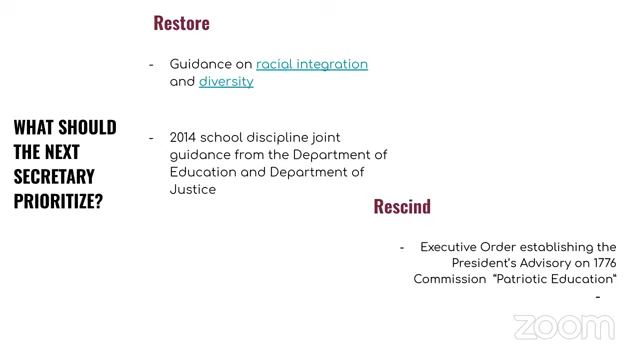 Restore
- Guidance on racial integration
and diversity
WHAT SHOULD
THE NEXT
SECRETARY
PRIORITIZE?
- 2014 school discipline joint
guidance from the Department of
Education and Department of
Justice
Rescind
- Executive Order establishing the
President's Advisory on 1776
Commission "Patriotic Education"
-
zoom